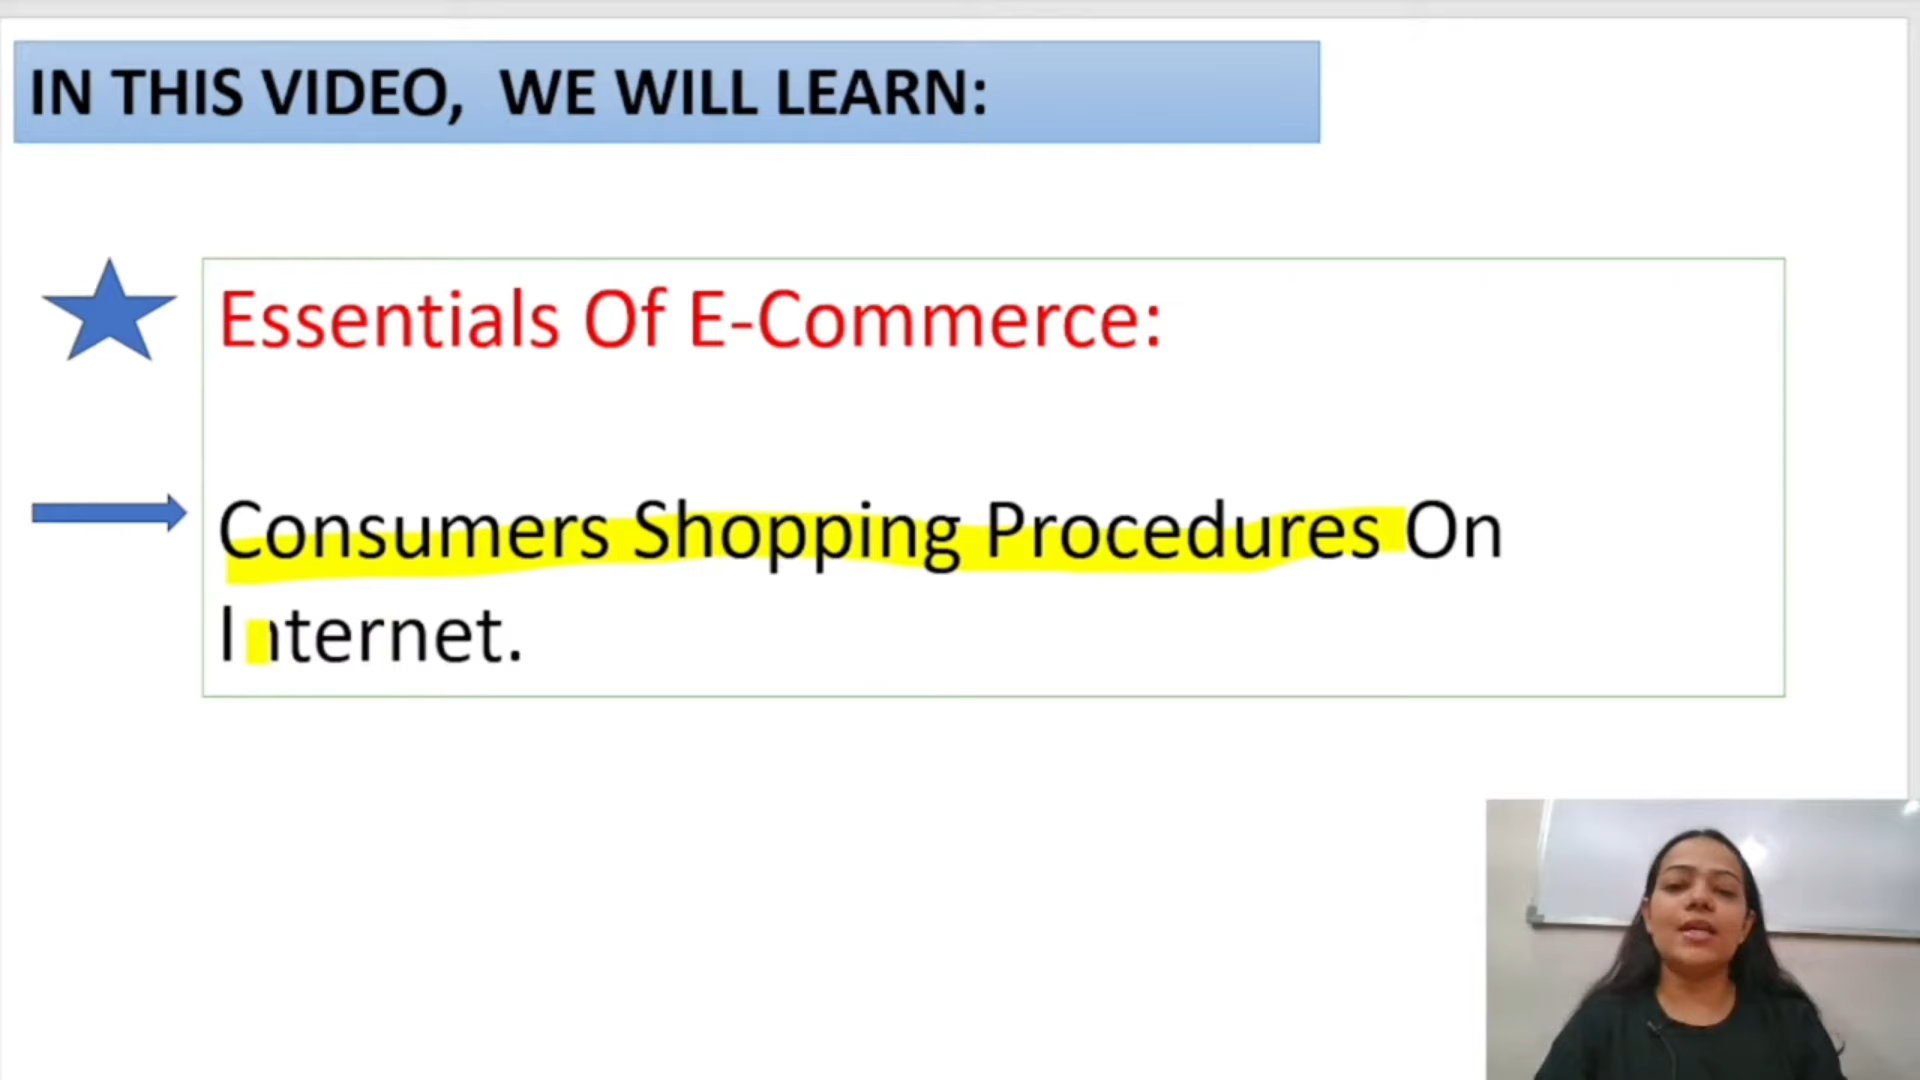 IN THIS VIDEO, WE WILL LEARN:
Essentials Of E-Commerce:
Consumers Shopping Procedures On
Internet.